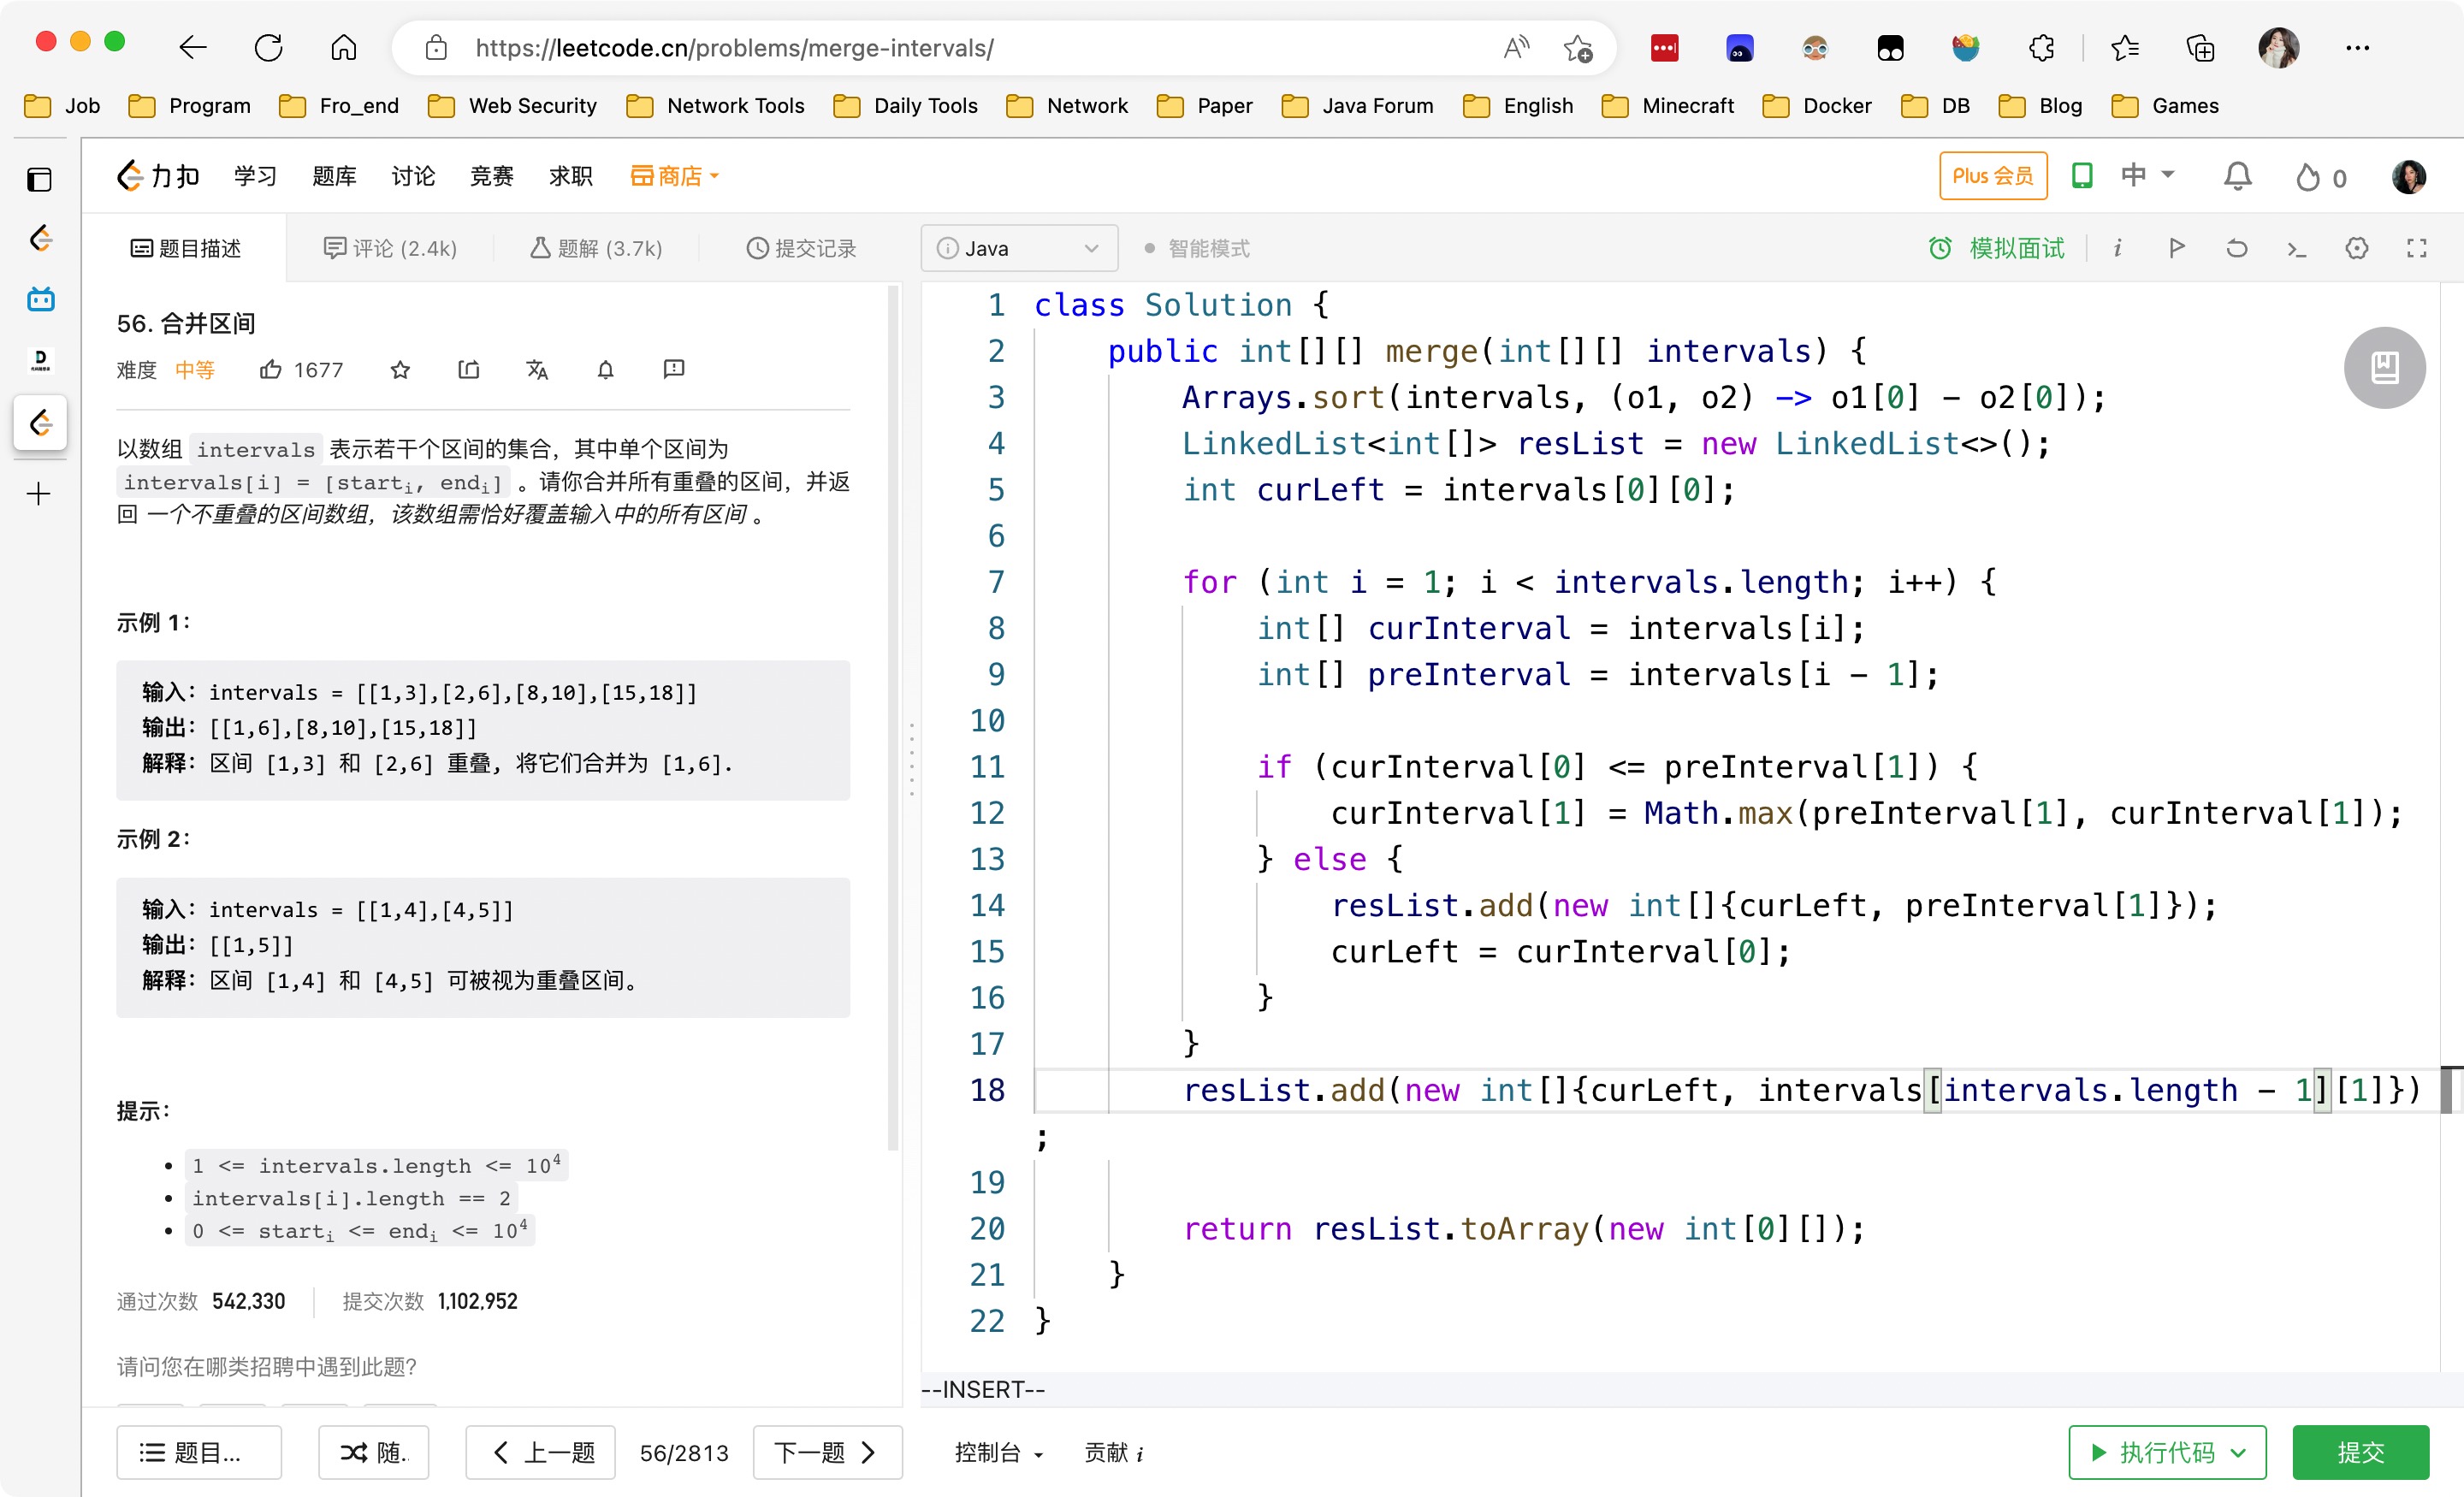 https://leetcode.cn/problems/merge-intervals/
Job Program Fro_end Web Security Network Tools Daily Tools Network Paper Java Forum English Minecraft Docker DB Blog Games
力扣 学习 题库 讨论 竞赛 求职 商店 Plus 会员 中 0
题目描述 评论 (2.4k) 题解 (3.7k) 提交记录
56. 合并区间
难度 中等 1677
以数组 intervals 表示若干个区间的集合，其中单个区间为
intervals[i] = [starti, endi] 。请你合并所有重叠的区间，并返
回 一个不重叠的区间数组，该数组需恰好覆盖输入中的所有区间 。
示例 1：
输入：intervals = [[1,3],[2,6],[8,10],[15,18]]
输出：[[1,6],[8,10],[15,18]]
解释：区间 [1,3] 和 [2,6] 重叠, 将它们合并为 [1,6].
示例 2：
输入：intervals = [[1,4],[4,5]]
输出：[[1,5]]
解释：区间 [1,4] 和 [4,5] 可被视为重叠区间。
提示：
• 1 <= intervals.length <= 10⁴
• intervals[i].length == 2
• 0 <= starti <= endi <= 10⁴
通过次数 542,330 提交次数 1,102,952
请问您在哪类招聘中遇到此题?
题目... 随. 上一题 56/2813 下一题
Java 智能模式 模拟面试
1 class Solution {
2 public int[][] merge(int[][] intervals) {
3 Arrays.sort(intervals, (o1, o2) -> o1[0] - o2[0]);
4 LinkedList<int[]> resList = new LinkedList<>();
5 int curLeft = intervals[0][0];
6
7 for (int i = 1; i < intervals.length; i++) {
8 int[] curInterval = intervals[i];
9 int[] preInterval = intervals[i - 1];
10
11 if (curInterval[0] <= preInterval[1]) {
12 curInterval[1] = Math.max(preInterval[1], curInterval[1]);
13 } else {
14 resList.add(new int[]{curLeft, preInterval[1]});
15 curLeft = curInterval[0];
16 }
17 }
18 resList.add(new int[]{curLeft, intervals[intervals.length - 1][1]})
;
19
20 return resList.toArray(new int[0][]);
21 }
22 }
--INSERT--
控制台 贡献 i 执行代码 提交